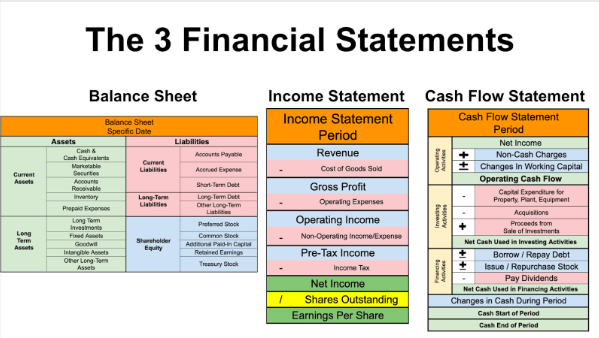 The 3 Financial Statements
Balance Sheet
Balance Sheet
Specific Date
Assets
Liabilities
Current
Assets
Cash &
Cash Equivalents
Marketable
Securities
Accounts
Receivable
Inventory
Prepaid Expenses
Long
Term
Assets
Long Term
Investments
Fixed Assets
Goodwill
Intangible Assets
Other Long-Term
Assets
Current
Liabilities
Accounts Payable
Accrued Expense
Short-Term Debt
Long-Term
Liabilities
Long-Term Debt
Other Long-Term
Liabilities
Shareholder
Equity
Preferred Stock
Common Stock
Additional Paid-In Capital
Retained Earnings
Treasury Stock
Income Statement
Income Statement
Period
Revenue
- Cost of Goods Sold
Gross Profit
- Operating Expenses
Operating Income
- Non-Operating Income/Expense
Pre-Tax Income
- Income Tax
Net Income
/ Shares Outstanding
Earnings Per Share
Cash Flow Statement
Cash Flow Statement
Period
Operating
Activities
Net Income
+ Non-Cash Charges
± Changes In Working Capital
Operating Cash Flow
Investing
Activities
- Capital Expenditure for
Property, Plant, Equipment
- Acquisitions
+ Proceeds from
Sale of Investments
Net Cash Used in Investing Activities
Financing
Activities
± Borrow / Repay Debt
± Issue / Repurchase Stock
- Pay Dividends
Net Cash Used in Financing Activities
Changes in Cash During Period
Cash Start of Period
Cash End of Period